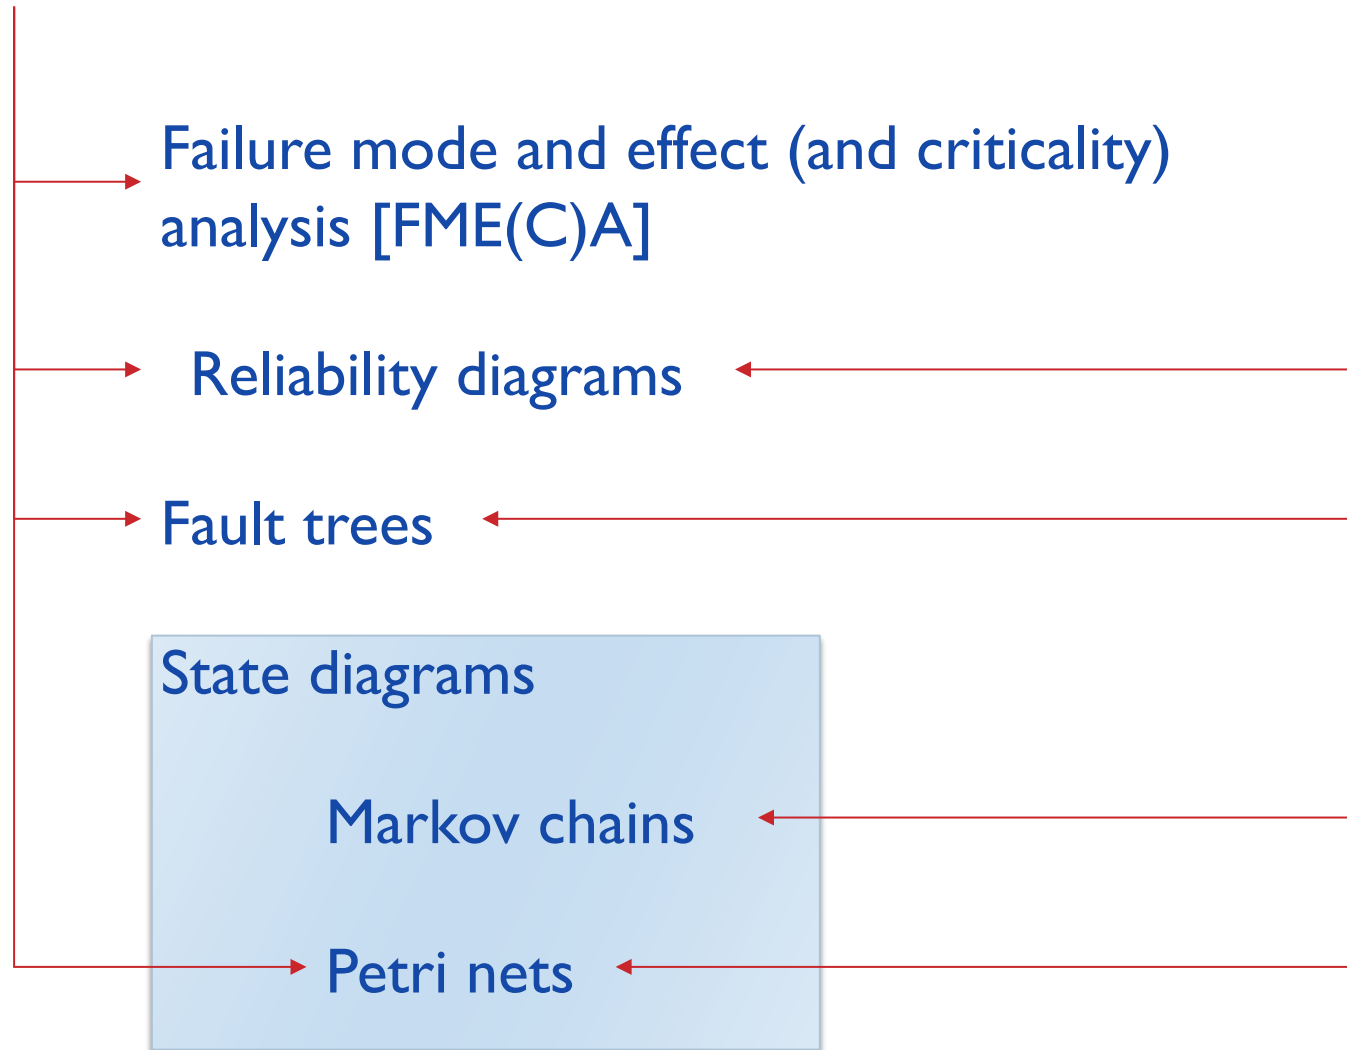 Failure mode and effect (and criticality)
analysis [FME(C)A]
Reliability diagrams
Fault trees
State diagrams
Markov chains
Petri nets